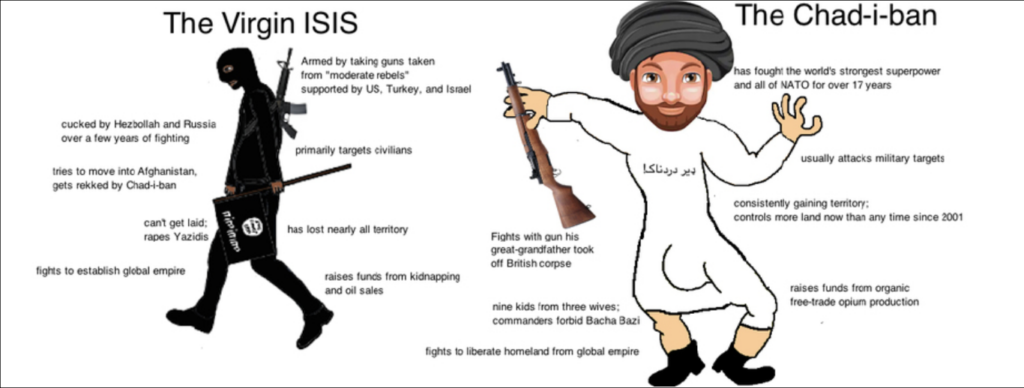 The Virgin ISIS
Armed by taking guns taken
from "moderate rebels"
supported by US, Turkey, and Israel
cucked by Hezbollah and Russia
over a few years of fighting
primarily targets civilians
tries to move into Afghanistan,
gets rekked by Chad-i-ban
can't get laid;
rapes Yazidis
has lost nearly all territory
fights to establish global empire
raises funds from kidnapping
and oil sales
The Chad-i-ban
has fought the world's strongest superpower
and all of NATO for over 17 years
usually attacks military targets
ډير دردناکا!
consistently gaining territory;
controls more land now than any time since 2001
Fights with gun his
great-grandfather took
off British corpse
raises funds from organic
free-trade opium production
nine kids from three wives;
commanders forbid Bacha Bazi
fights to liberate homeland from global empire